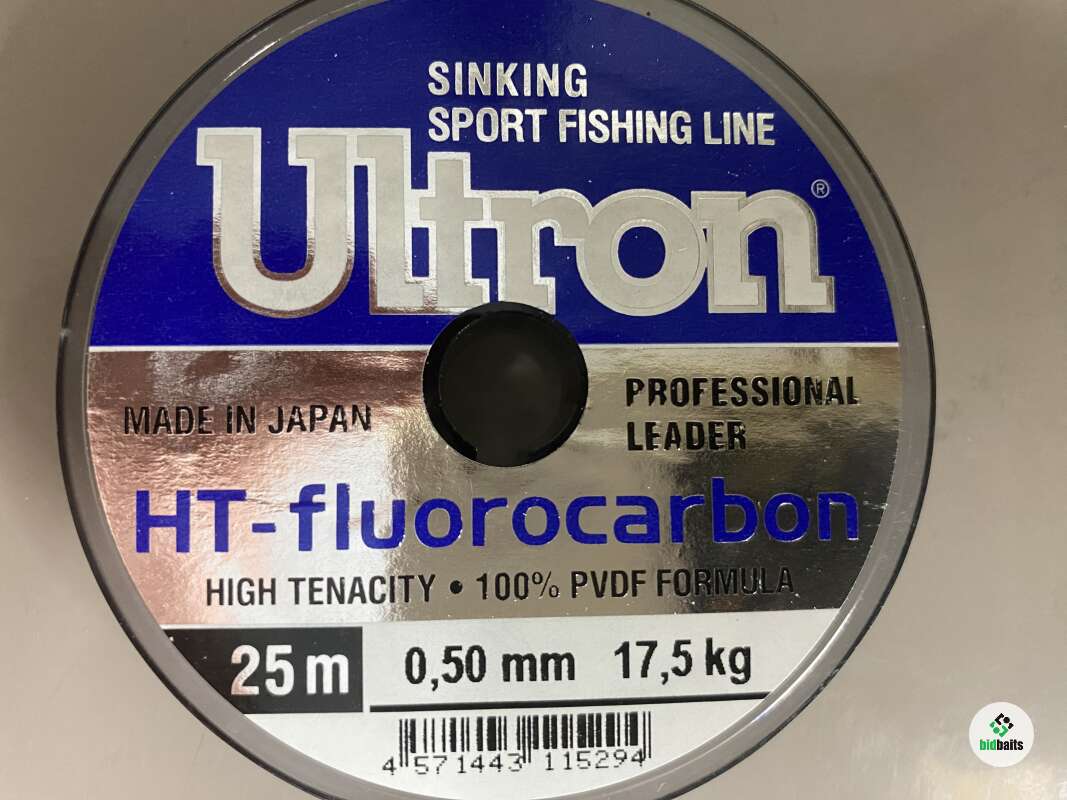 SINKING
SPORT FISHING LINE
Ultron®
MADE IN JAPAN
PROFESSIONAL
LEADER
HT-fluorocarbon
HIGH TENACITY • 100% PVDF FORMULA
25 m
0,50 mm 17,5 kg
4 571443 115294
bidbaits